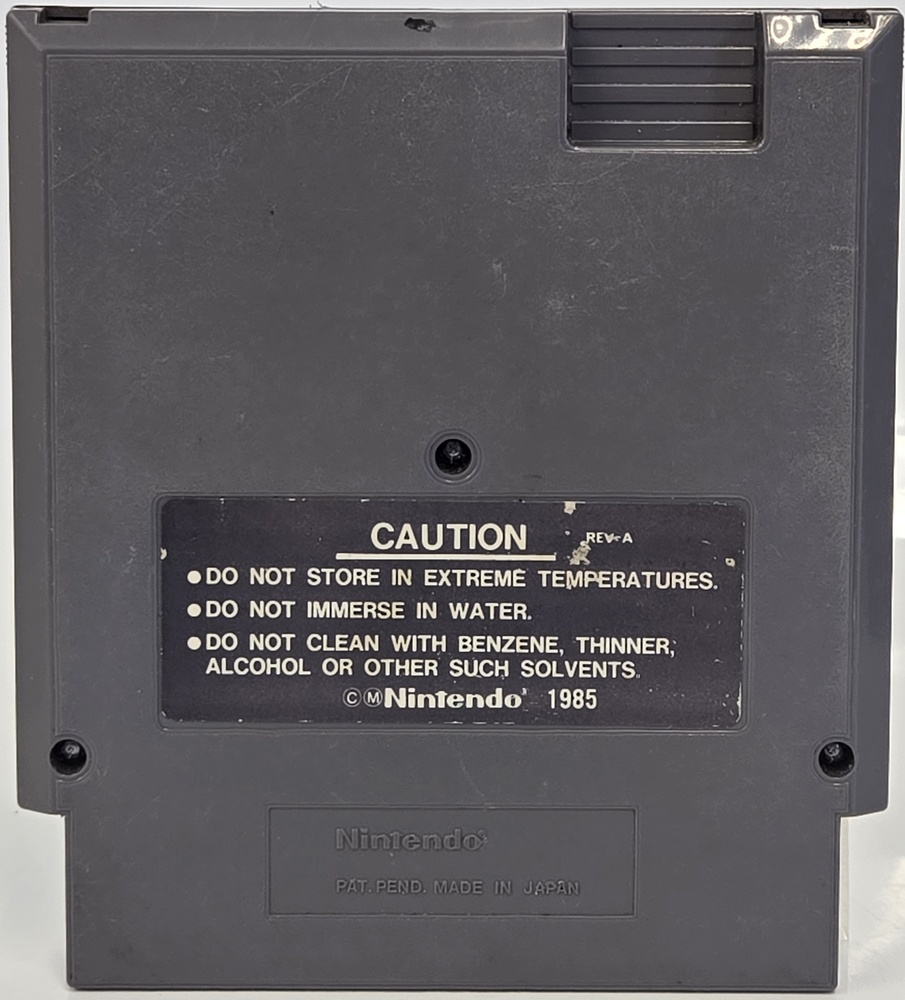 CAUTION REV-A
●DO NOT STORE IN EXTREME TEMPERATURES.
●DO NOT IMMERSE IN WATER.
●DO NOT CLEAN WITH BENZENE, THINNER,
ALCOHOL OR OTHER SUCH SOLVENTS.
ⒸⓂNintendo® 1985
Nintendo®
PAT. PEND. MADE IN JAPAN